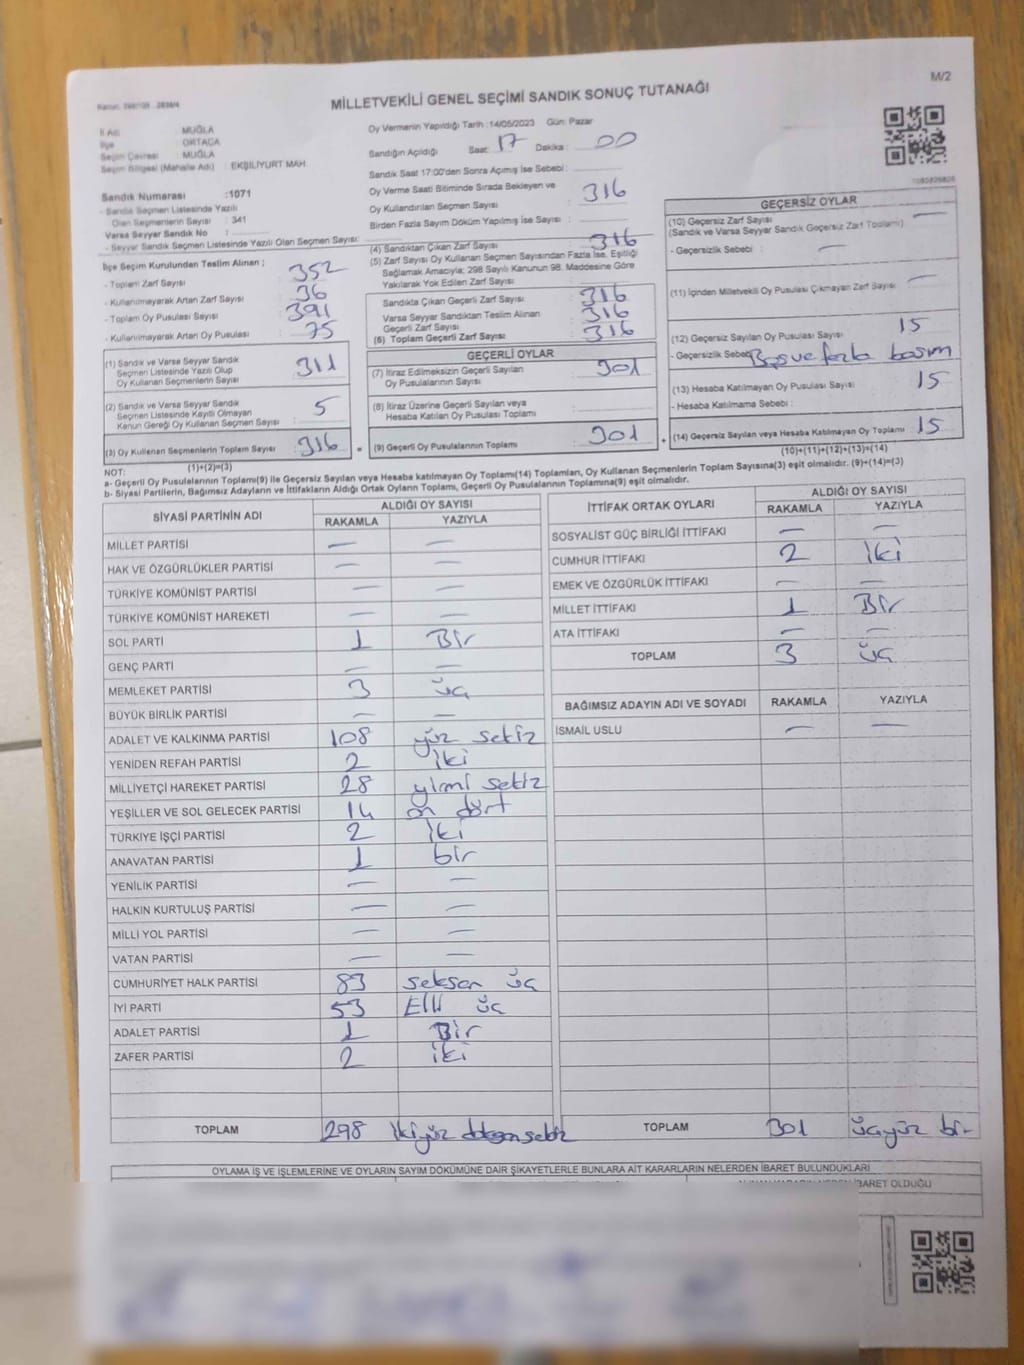 M/2
MİLLETVEKİLİ GENEL SEÇİMİ SANDIK SONUÇ TUTANAĞI
İl Adı : MUĞLA
İlçe : ORTACA
Seçim Çevresi : MUĞLA
Seçim Bölgesi (Mahalle Adı) : EKŞİLİYURT MAH.
Sandık Numarası :1071
- Sandık Seçmen Listesinde Yazılı
Olan Seçmenlerin Sayısı : 341
Varsa Seyyar Sandık No :
- Seyyar Sandık Seçmen Listesinde Yazılı Olan Seçmen Sayısı:
Oy Vermenin Yapıldığı Tarih :14/05/2023 Gün: Pazar
Sandığın Açıldığı Saat: 17 Dakika : 00
Sandık Saat 17:00'den Sonra Açımış İse Sebebi :
Oy Verme Saati Bitiminde Sırada Bekleyen ve
Oy Kullandırılan Seçmen Sayısı : 316
Birden Fazla Sayım Döküm Yapılmış İse Sayısı :
(4) Sandıktan Çıkan Zarf Sayısı : 316
(5) Zarf Sayısı Oy Kullanan Seçmen Sayısından Fazla İse, Eşitliği
Sağlamak Amacıyla; 298 Sayılı Kanunun 98. Maddesine Göre
Yakılarak Yok Edilen Zarf Sayısı :
İlçe Seçim Kurulundan Teslim Alınan ;
- Toplam Zarf Sayısı : 352
- Kullanılmayarak Artan Zarf Sayısı : 36
- Toplam Oy Pusulası Sayısı : 391
- Kullanılmayarak Artan Oy Pusulası : 75
Sandıkta Çıkan Geçerli Zarf Sayısı : 316
Varsa Seyyar Sandıktan Teslim Alınan
Geçerli Zarf Sayısı : 316
(6) Toplam Geçerli Zarf Sayısı : 316
(1) Sandık ve Varsa Seyyar Sandık
Seçmen Listesinde Yazılı Olup
Oy Kullanan Seçmenlerin Sayısı : 311
(2) Sandık ve Varsa Seyyar Sandık
Seçmen Listesinde Kayıtlı Olmayan
Kanun Gereği Oy Kullanan Seçmen Sayısı : 5
(3) Oy Kullanan Seçmenlerin Toplam Sayısı : 316
(1)+(2)=(3)
GEÇERLİ OYLAR
(7) İtiraz Edilmeksizin Geçerli Sayılan
Oy Pusulalarının Sayısı : 301
(8) İtiraz Üzerine Geçerli Sayılan veya
Hesaba Katılan Oy Pusulası Toplamı :
(9) Geçerli Oy Pusulalarının Toplamı : 301
GEÇERSİZ OYLAR
(10) Geçersiz Zarf Sayısı : —
(Sandık ve Varsa Seyyar Sandık Geçersiz Zarf Toplamı)
- Geçersizlik Sebebi : —
(11) İçinden Milletvekili Oy Pusulası Çıkmayan Zarf Sayısı : —
(12) Geçersiz Sayılan Oy Pusulası Sayısı : 15
- Geçersizlik Sebebi : Boş ve fazla basım
(13) Hesaba Katılmayan Oy Pusulası Sayısı : 15
- Hesaba Katılmama Sebebi :
(14) Geçersiz Sayılan veya Hesaba Katılmayan Oy Toplamı : 15
(10)+(11)+(12)+(13)=(14)
NOT:
a- Geçerli Oy Pusulalarının Toplamı(9) ile Geçersiz Sayılan veya Hesaba katılmayan Oy Toplamı(14) Toplamları, Oy Kullanan Seçmenlerin Toplam Sayısına(3) eşit olmalıdır. (9)+(14)=(3)
b- Siyasi Partilerin, Bağımsız Adayların ve İttifakların Aldığı Ortak Oyların Toplamı, Geçerli Oy Pusulalarının Toplamına(9) eşit olmalıdır.
SİYASİ PARTİNİN ADI ALDIĞI OY SAYISI
RAKAMLA YAZIYLA
MİLLET PARTİSİ — —
HAK VE ÖZGÜRLÜKLER PARTİSİ — —
TÜRKİYE KOMÜNİST PARTİSİ — —
TÜRKİYE KOMÜNİST HAREKETİ — —
SOL PARTİ 1 Bir
GENÇ PARTİ — —
MEMLEKET PARTİSİ 3 üç
BÜYÜK BİRLİK PARTİSİ — —
ADALET VE KALKINMA PARTİSİ 108 yüz sekiz
YENİDEN REFAH PARTİSİ 2 iki
MİLLİYETÇİ HAREKET PARTİSİ 28 yirmi sekiz
YEŞİLLER VE SOL GELECEK PARTİSİ 14 on dört
TÜRKİYE İŞÇİ PARTİSİ 2 iki
ANAVATAN PARTİSİ 1 bir
YENİLİK PARTİSİ — —
HALKIN KURTULUŞ PARTİSİ — —
MİLLİ YOL PARTİSİ — —
VATAN PARTİSİ — —
CUMHURİYET HALK PARTİSİ 83 seksen üç
İYİ PARTİ 53 Elli üç
ADALET PARTİSİ 1 Bir
ZAFER PARTİSİ 2 iki
TOPLAM 298 iki yüz doksan sekiz
İTTİFAK ORTAK OYLARI ALDIĞI OY SAYISI
RAKAMLA YAZIYLA
SOSYALİST GÜÇ BİRLİĞİ İTTİFAKI — —
CUMHUR İTTİFAKI 2 iki
EMEK VE ÖZGÜRLÜK İTTİFAKI — —
MİLLET İTTİFAKI 1 Bir
ATA İTTİFAKI — —
TOPLAM 3 üç
BAĞIMSIZ ADAYIN ADI VE SOYADI RAKAMLA YAZIYLA
İSMAİL USLU — —
TOPLAM 301 üçyüz bir
OYLAMA İŞ VE İŞLEMLERİNE VE OYLARIN SAYIM DÖKÜMÜNE DAİR ŞİKAYETLERLE BUNLARA AİT KARARLARIN NELERDEN İBARET BULUNDUKLARI
İBARET OLDUĞU